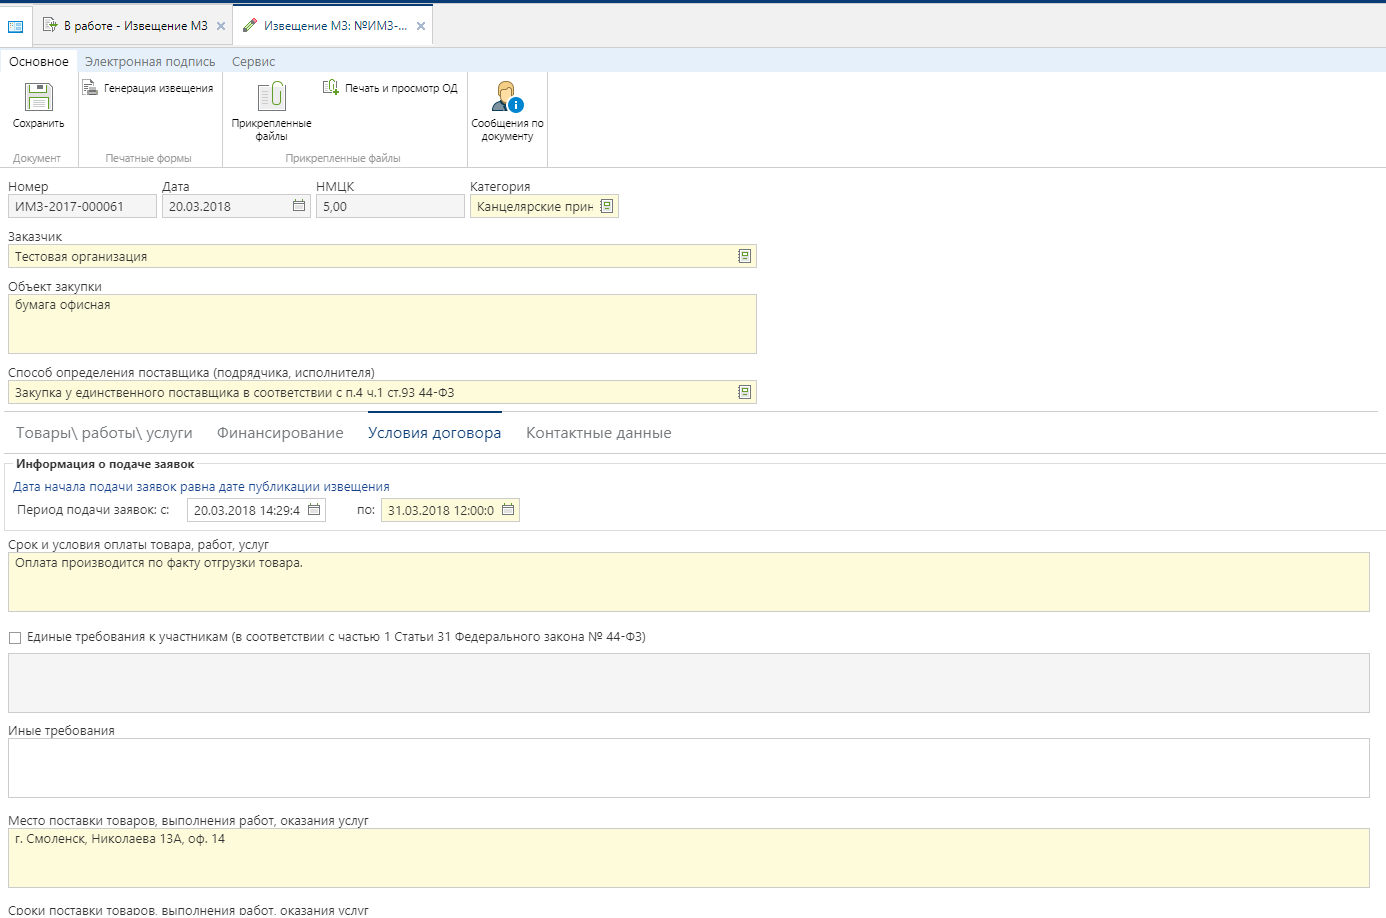 В работе - Извещение МЗ
Извещение МЗ: №ИМЗ-...
Основное Электронная подпись Сервис
Сохранить
Документ
Генерация извещения
Печатные формы
Прикрепленные файлы
Печать и просмотр ОД
Прикрепленные файлы
Сообщения по документу
Номер Дата НМЦК Категория
ИМЗ-2017-000061 20.03.2018 5,00 Канцелярские прин
Заказчик
Тестовая организация
Объект закупки
бумага офисная
Способ определения поставщика (подрядчика, исполнителя)
Закупка у единственного поставщика в соответствии с п.4 ч.1 ст.93 44-ФЗ
Товары\ работы\ услуги Финансирование Условия договора Контактные данные
Информация о подаче заявок
Дата начала подачи заявок равна дате публикации извещения
Период подачи заявок: с: 20.03.2018 14:29:4 по: 31.03.2018 12:00:0
Срок и условия оплаты товара, работ, услуг
Оплата производится по факту отгрузки товара.
Единые требования к участникам (в соответствии с частью 1 Статьи 31 Федерального закона № 44-ФЗ)
Иные требования
Место поставки товаров, выполнения работ, оказания услуг
г. Смоленск, Николаева 13А, оф. 14
Сроки поставки товаров, выполнения работ, оказания услуг